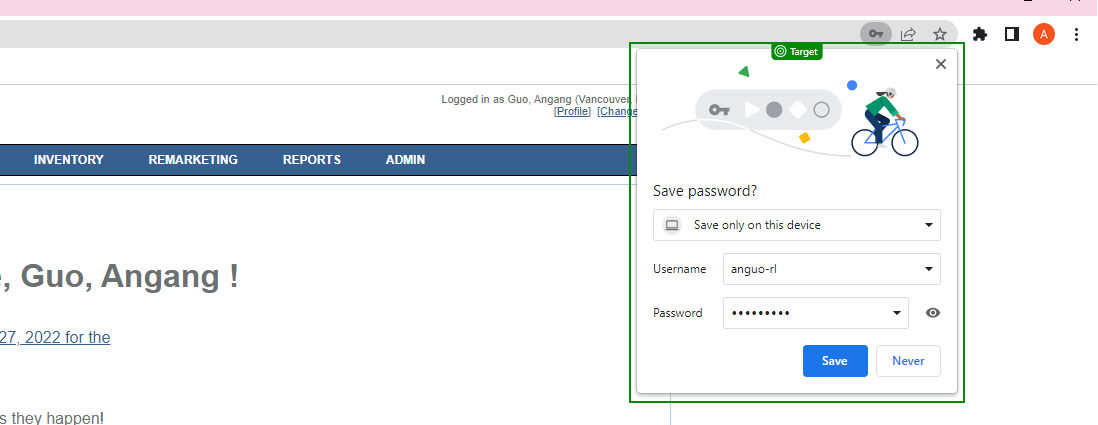 A
Target
Logged in as Guo, Angang (Vancouver,
[Profile] [Change
INVENTORY REMARKETING REPORTS ADMIN
Save password?
Save only on this device
, Guo, Angang !
Username anguo-rl
Password •••••••••
27, 2022 for the
Save Never
s they happen!